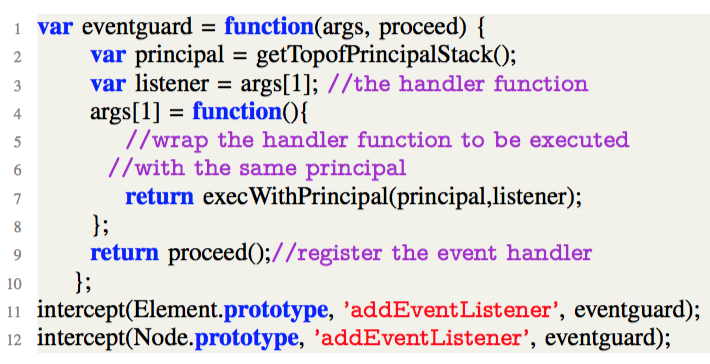 1 var eventguard = function(args, proceed) {
2 var principal = getTopofPrincipalStack();
3 var listener = args[1]; //the handler function
4 args[1] = function(){
5 //wrap the handler function to be executed
6 //with the same principal
7 return execWithPrincipal(principal,listener);
8 };
9 return proceed();//register the event handler
10 };
11 intercept(Element.prototype, 'addEventListener', eventguard);
12 intercept(Node.prototype, 'addEventListener', eventguard);